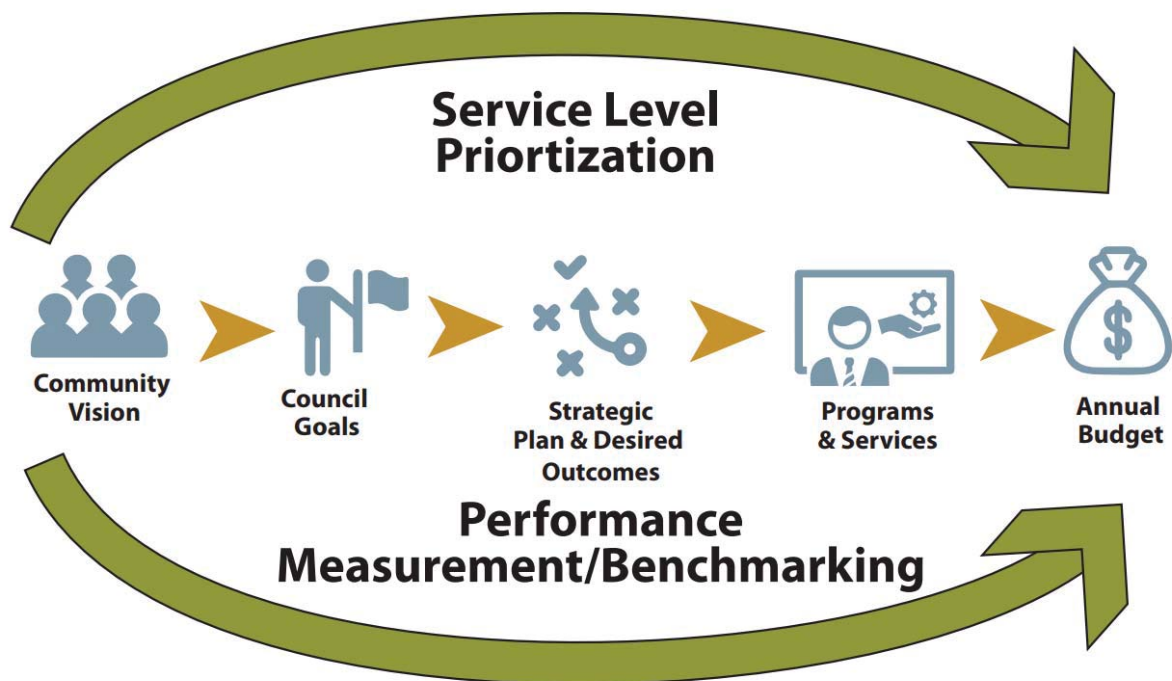 Service Level
Priortization
Community
Vision
Council
Goals
Strategic
Plan & Desired
Outcomes
Programs
& Services
$
Annual
Budget
Performance
Measurement/Benchmarking